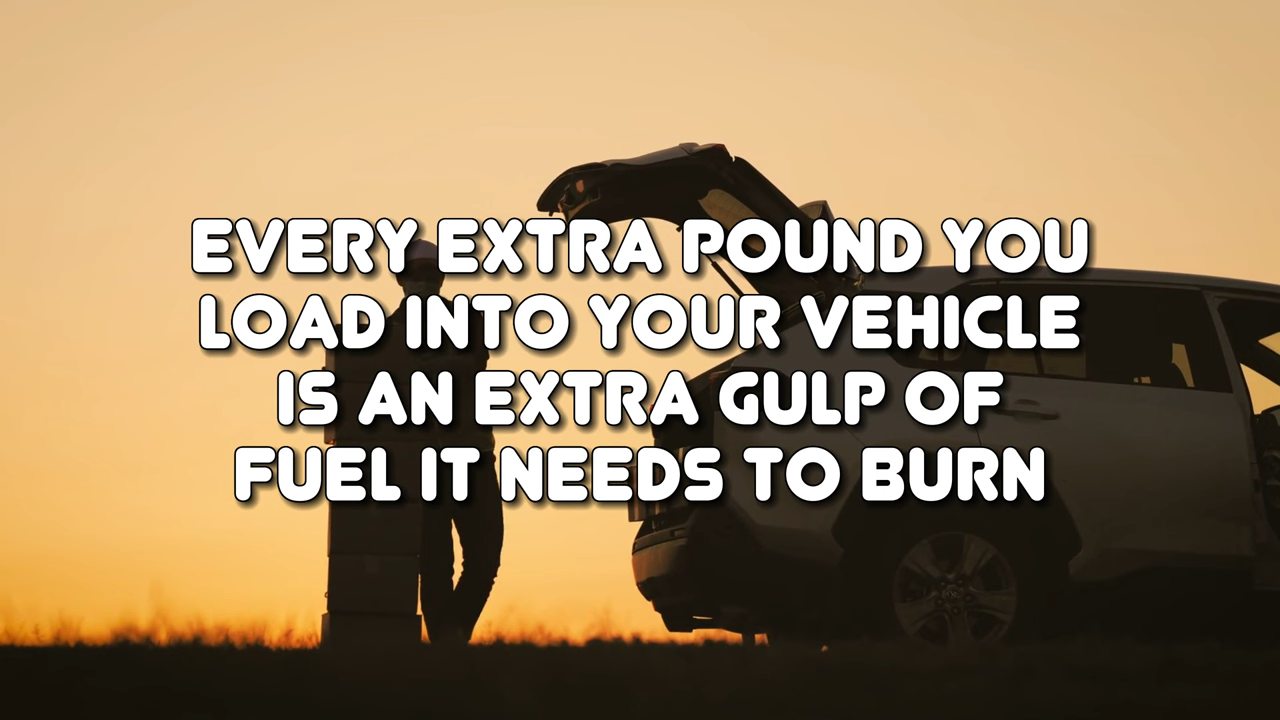 EVERY EXTRA POUND YOU
LOAD INTO YOUR VEHICLE
IS AN EXTRA GULP OF
FUEL IT NEEDS TO BURN